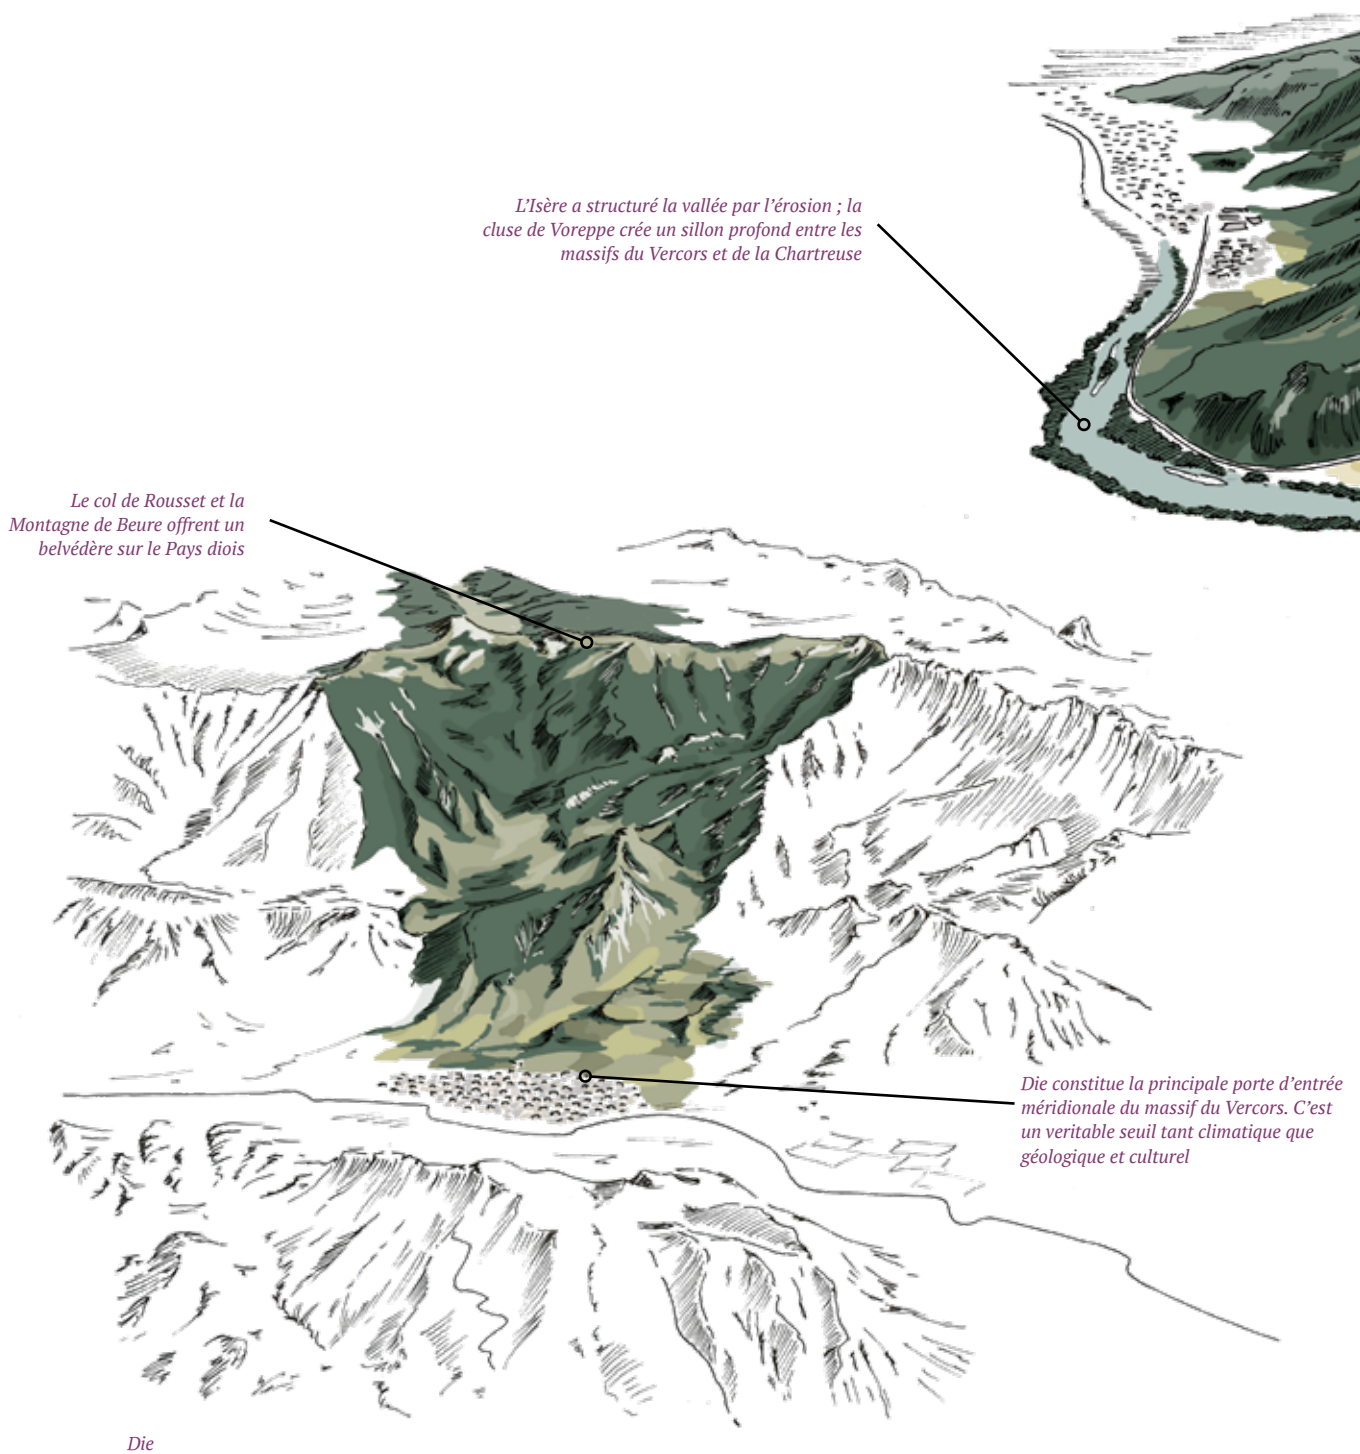 L'Isère a structuré la vallée par l'érosion ; la
cluse de Voreppe crée un sillon profond entre les
massifs du Vercors et de la Chartreuse
Le col de Rousset et la
Montagne de Beure offrent un
belvédère sur le Pays diois
Die constitue la principale porte d'entrée
méridionale du massif du Vercors. C'est
un veritable seuil tant climatique que
géologique et culturel
Die